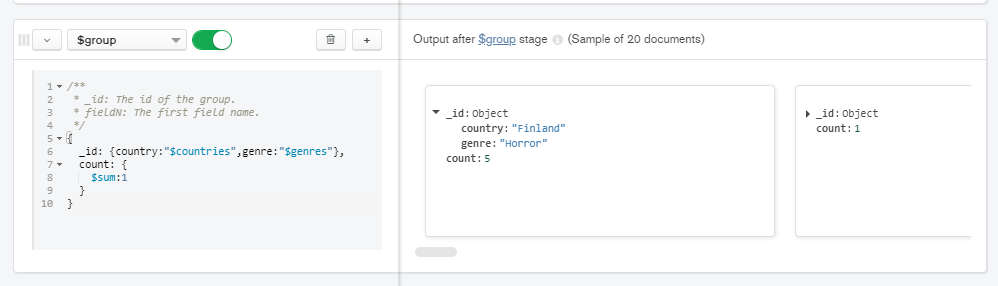 $group
+
Output after $group stage (Sample of 20 documents)
1 /**
2 * _id: The id of the group.
3 * fieldN: The first field name.
4 */
5 {
6 _id: {country:"$countries",genre:"$genres"},
7 count: {
8 $sum:1
9 }
10 }
_id: Object
country: "Finland"
genre: "Horror"
count: 5
_id: Object
count: 1